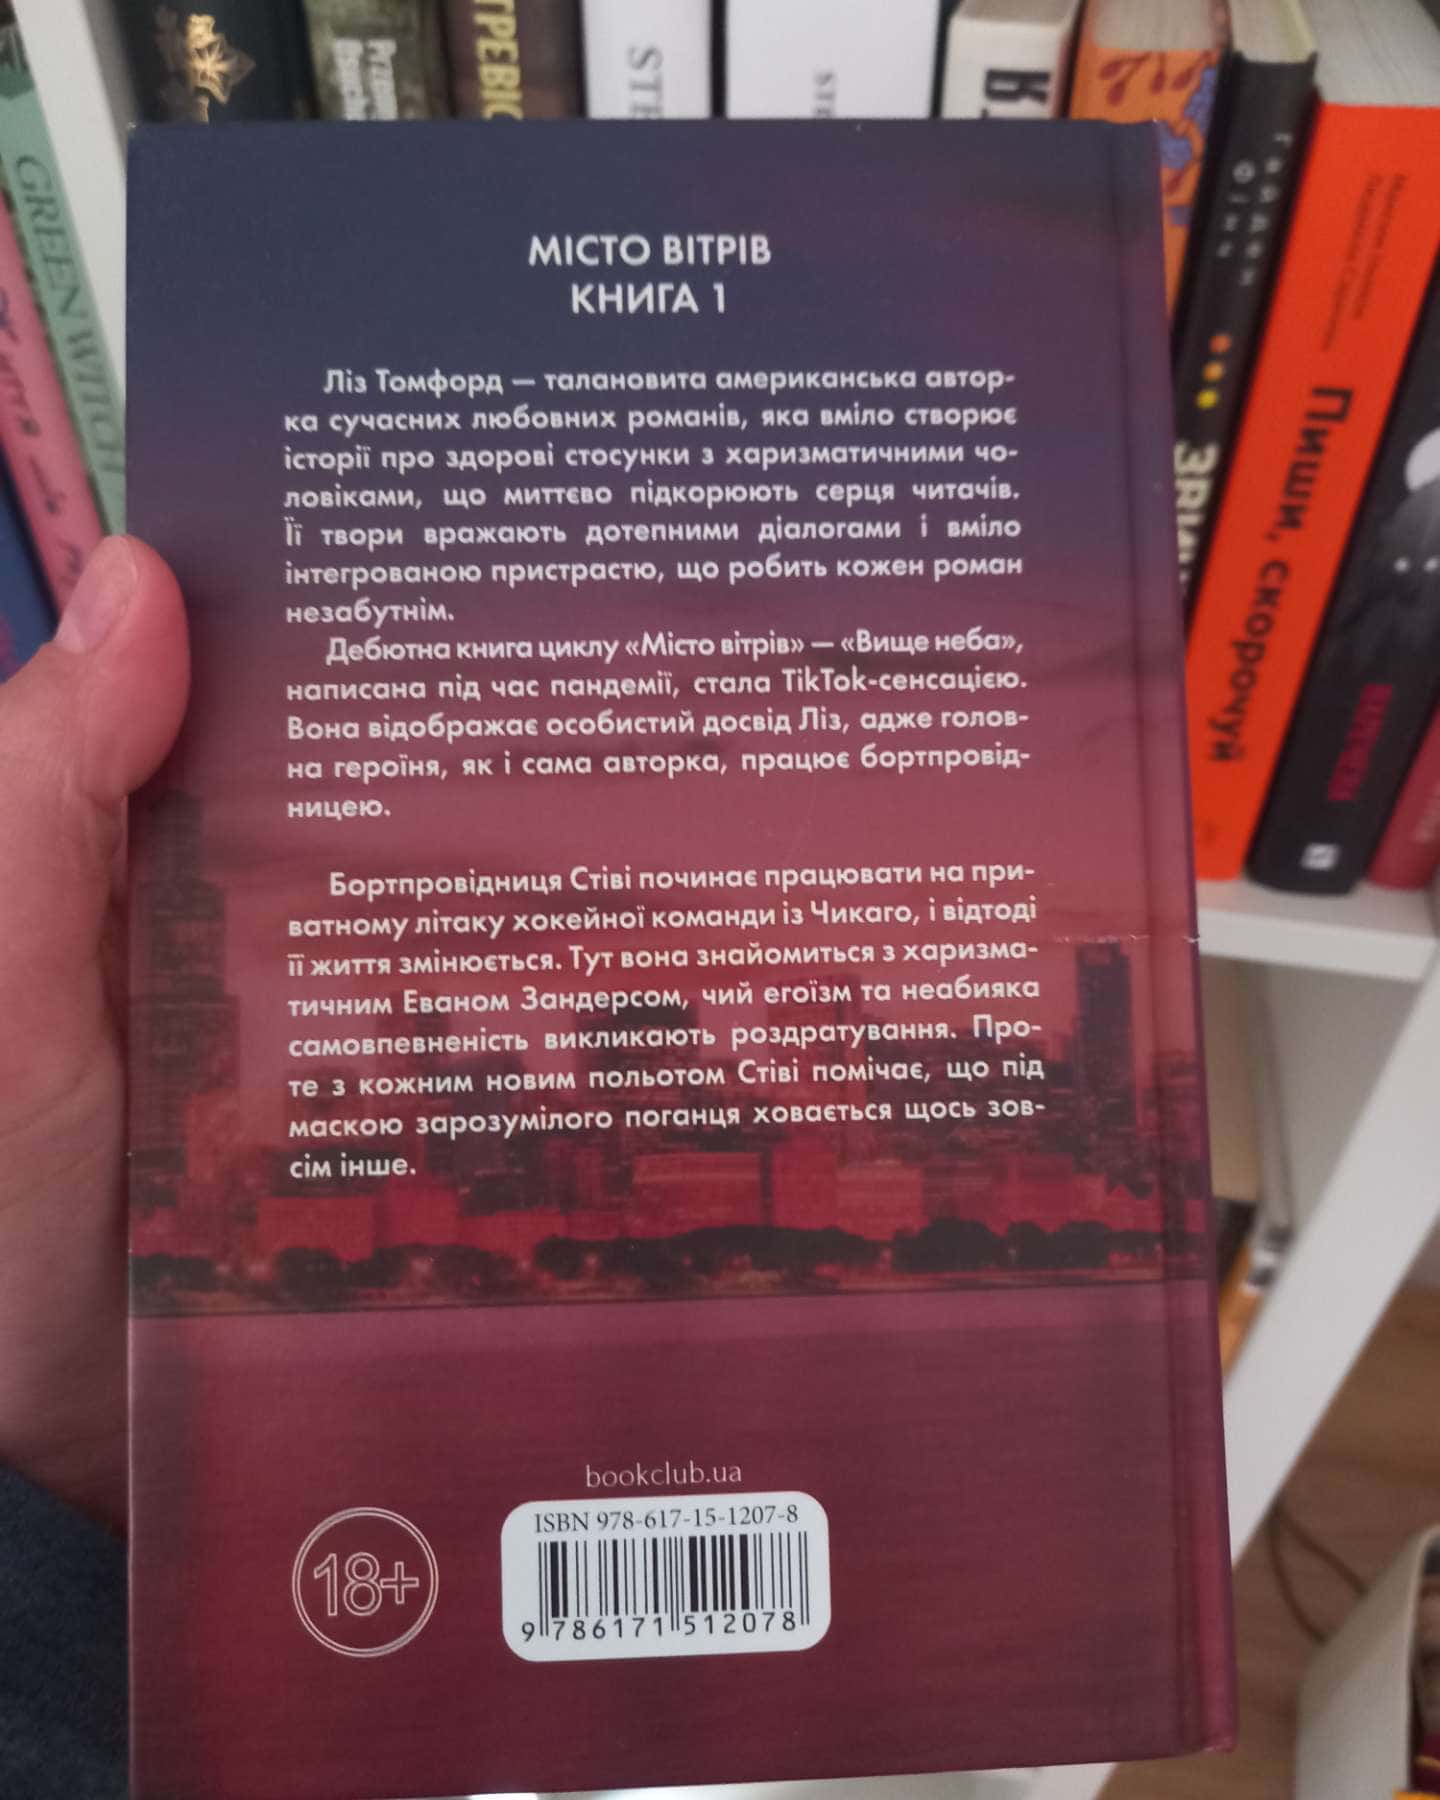 GREEN WITCH
ТРЕВО
STE
STE
МІСТО ВІТРІВ
КНИГА 1
Ліз Томфорд — талановита американська автор-
ка сучасних любовних романів, яка вміло створює
історії про здорові стосунки з харизматичними чо-
ловіками, що миттєво підкорюють серця читачів.
Її твори вражають дотепними діалогами і вміло
інтегрованою пристрастю, що робить кожен роман
незабутнім.
Дебютна книга циклу «Місто вітрів» — «Вище неба»,
написана під час пандемії, стала TikTok-сенсацією.
Вона відображає особистий досвід Ліз, адже голов-
на героїня, як і сама авторка, працює бортпровід-
ницею.
Бортпровідниця Стіві починає працювати на при-
ватному літаку хокейної команди із Чикаго, і відтоді
її життя змінюється. Тут вона знайомиться з харизма-
тичним Еваном Зандерсом, чий егоїзм та неабияка
самовпевненість викликають роздратування. Про-
те з кожним новим польотом Стіві помічає, що під
маскою зарозумілого поганця ховається щось зов-
сім інше.
bookclub.ua
18+
ISBN 978-617-15-1207-8
9 786171 512078
Пиши, скорочуй